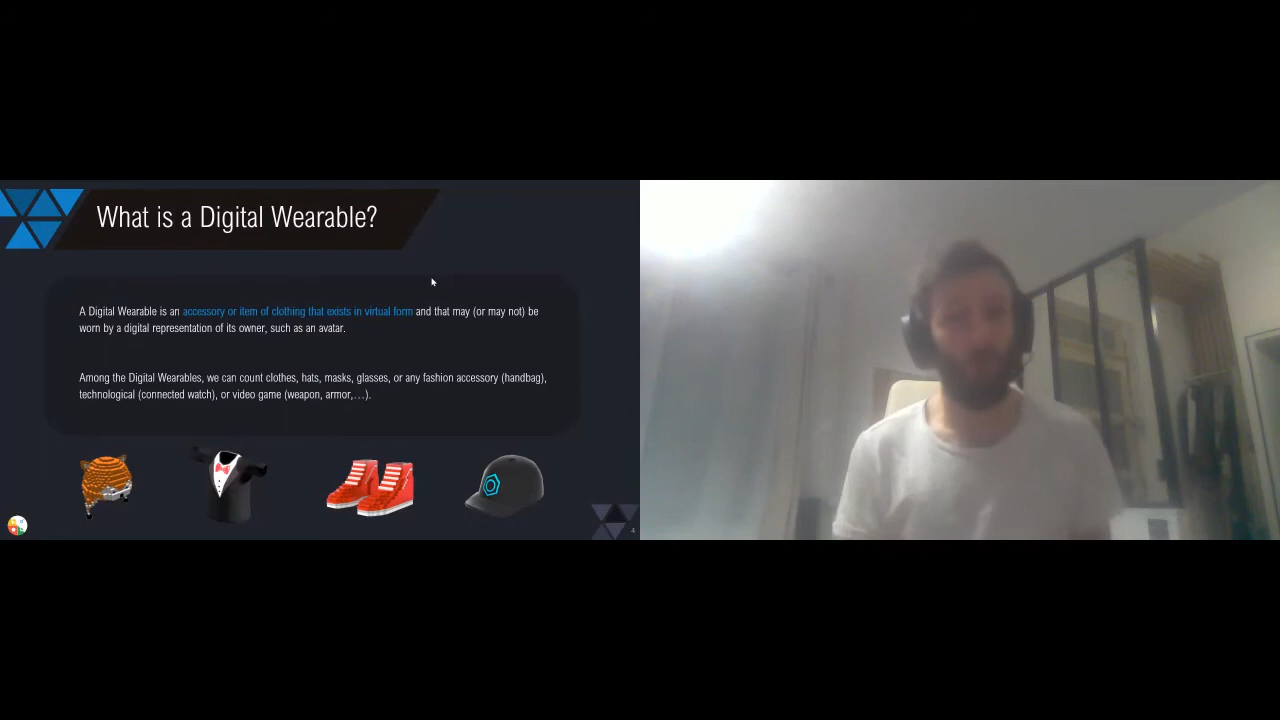 What is a Digital Wearable?
A Digital Wearable is an accessory or item of clothing that exists in virtual form and that may (or may not) be
worn by a digital representation of its owner, such as an avatar.
Among the Digital Wearables, we can count clothes, hats, masks, glasses, or any fashion accessory (handbag),
technological (connected watch), or video game (weapon, armor,…).
4